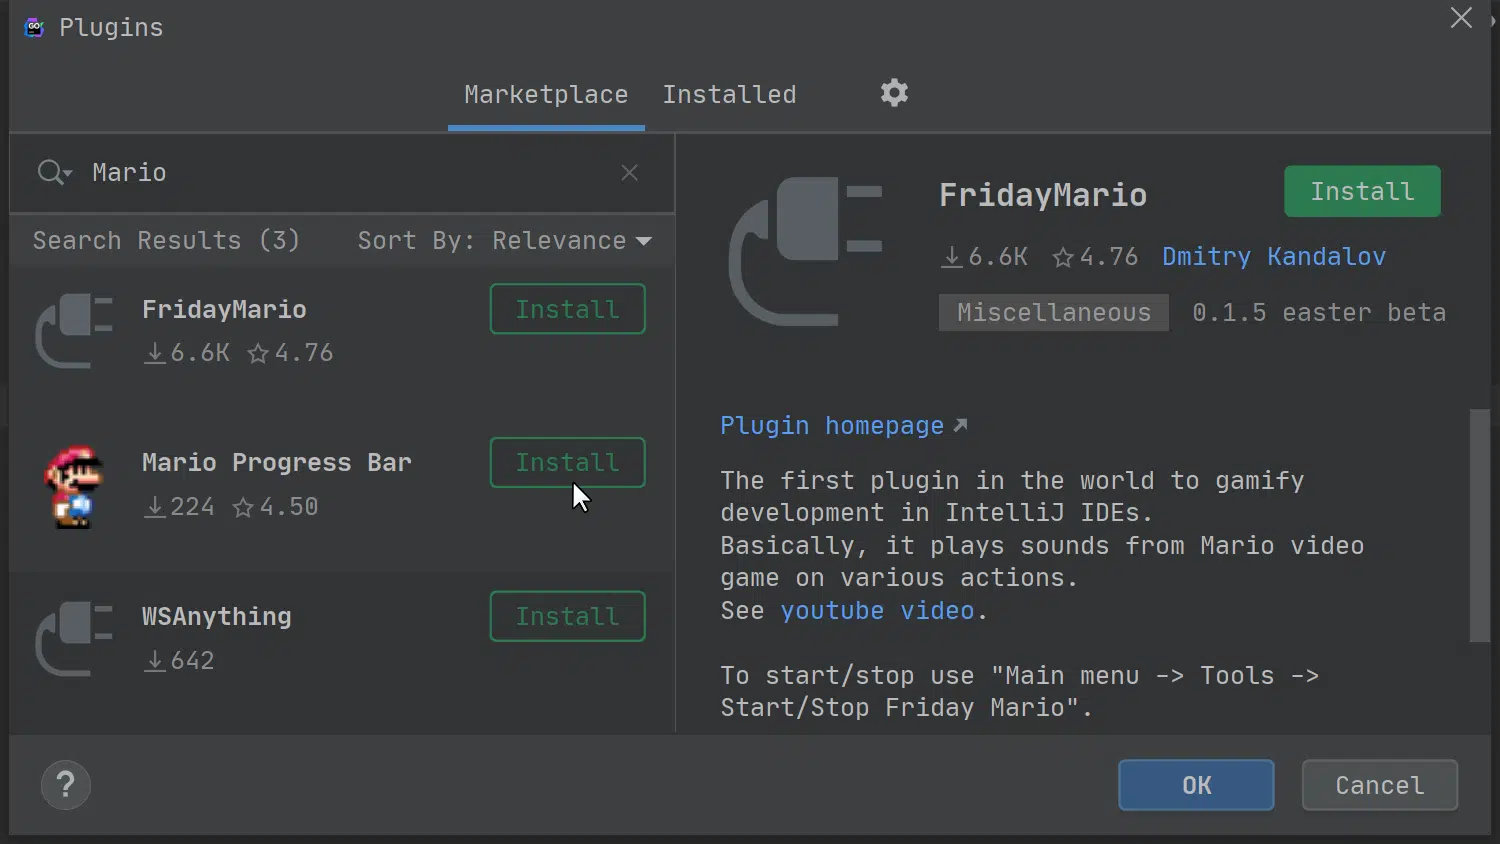 Plugins
Marketplace Installed
Mario
Search Results (3) Sort By: Relevance
FridayMario Install
6.6K 4.76
Mario Progress Bar Install
224 4.50
WSAnything Install
642
FridayMario Install
6.6K 4.76 Dmitry Kandalov
Miscellaneous 0.1.5 easter beta
Plugin homepage
The first plugin in the world to gamify
development in IntelliJ IDEs.
Basically, it plays sounds from Mario video
game on various actions.
See youtube video.
To start/stop use "Main menu -> Tools ->
Start/Stop Friday Mario".
? OK Cancel